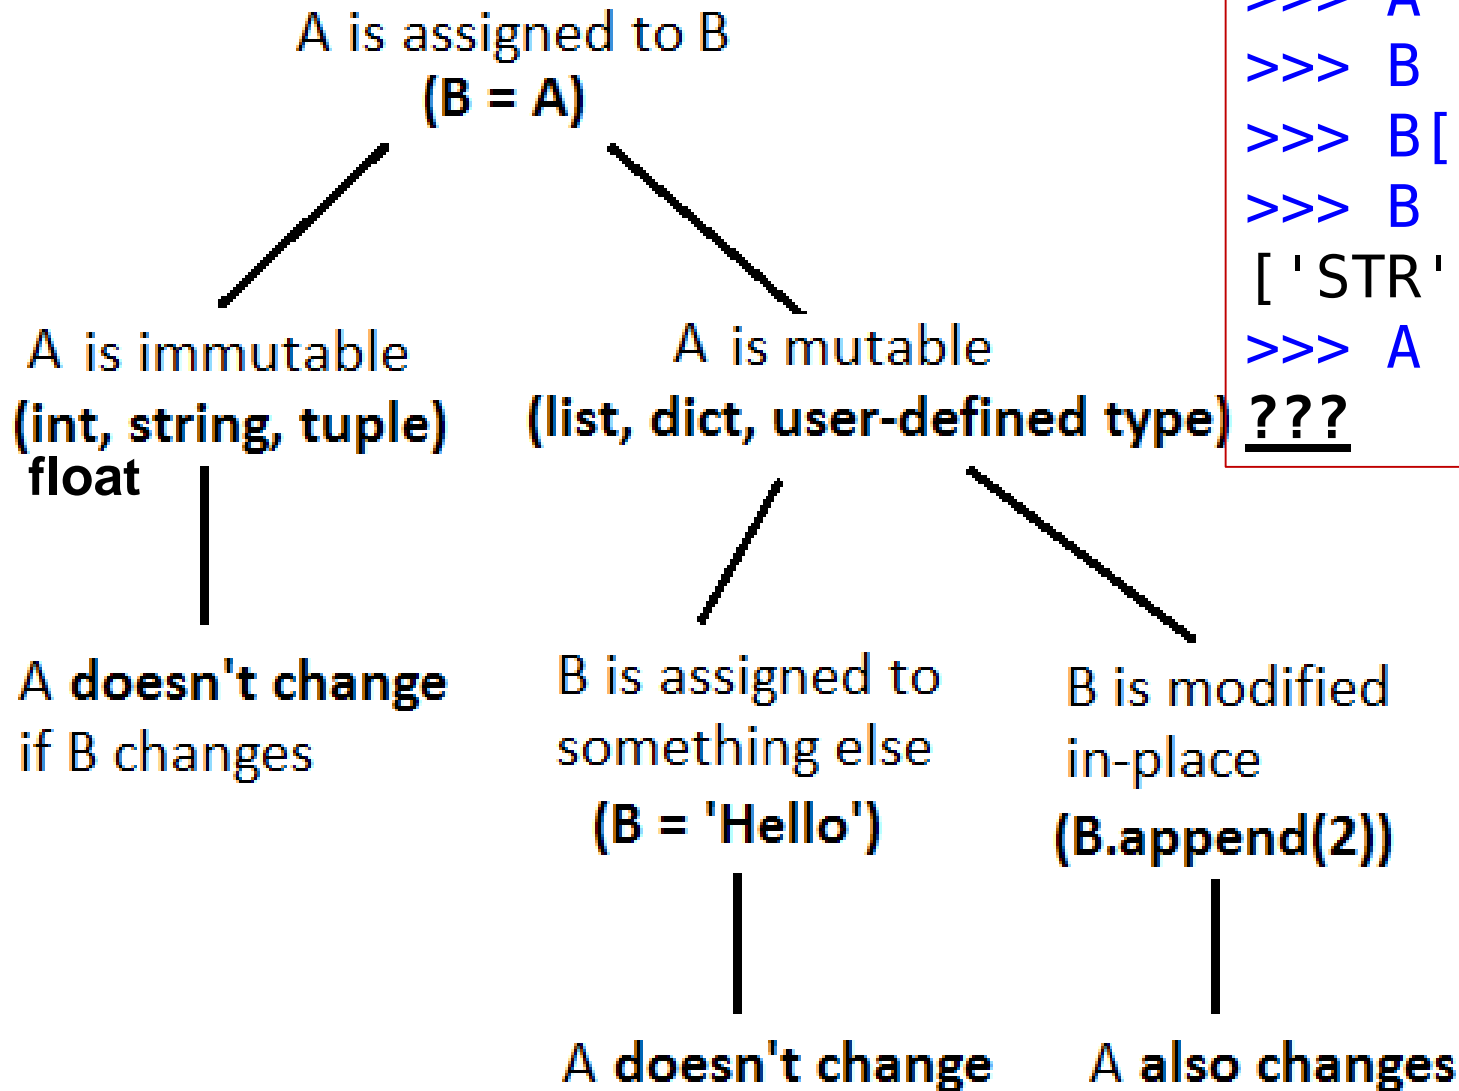 A is assigned to B
(B = A)
A is immutable
(int, string, tuple)
float
A doesn't change
if B changes
A is mutable
(list, dict, user-defined type)
B is assigned to
something else
(B = 'Hello')
A doesn't change
B is modified
in-place
(B.append(2))
A also changes
>>> A
>>> B
>>> B[
>>> B
['STR'
>>> A
???